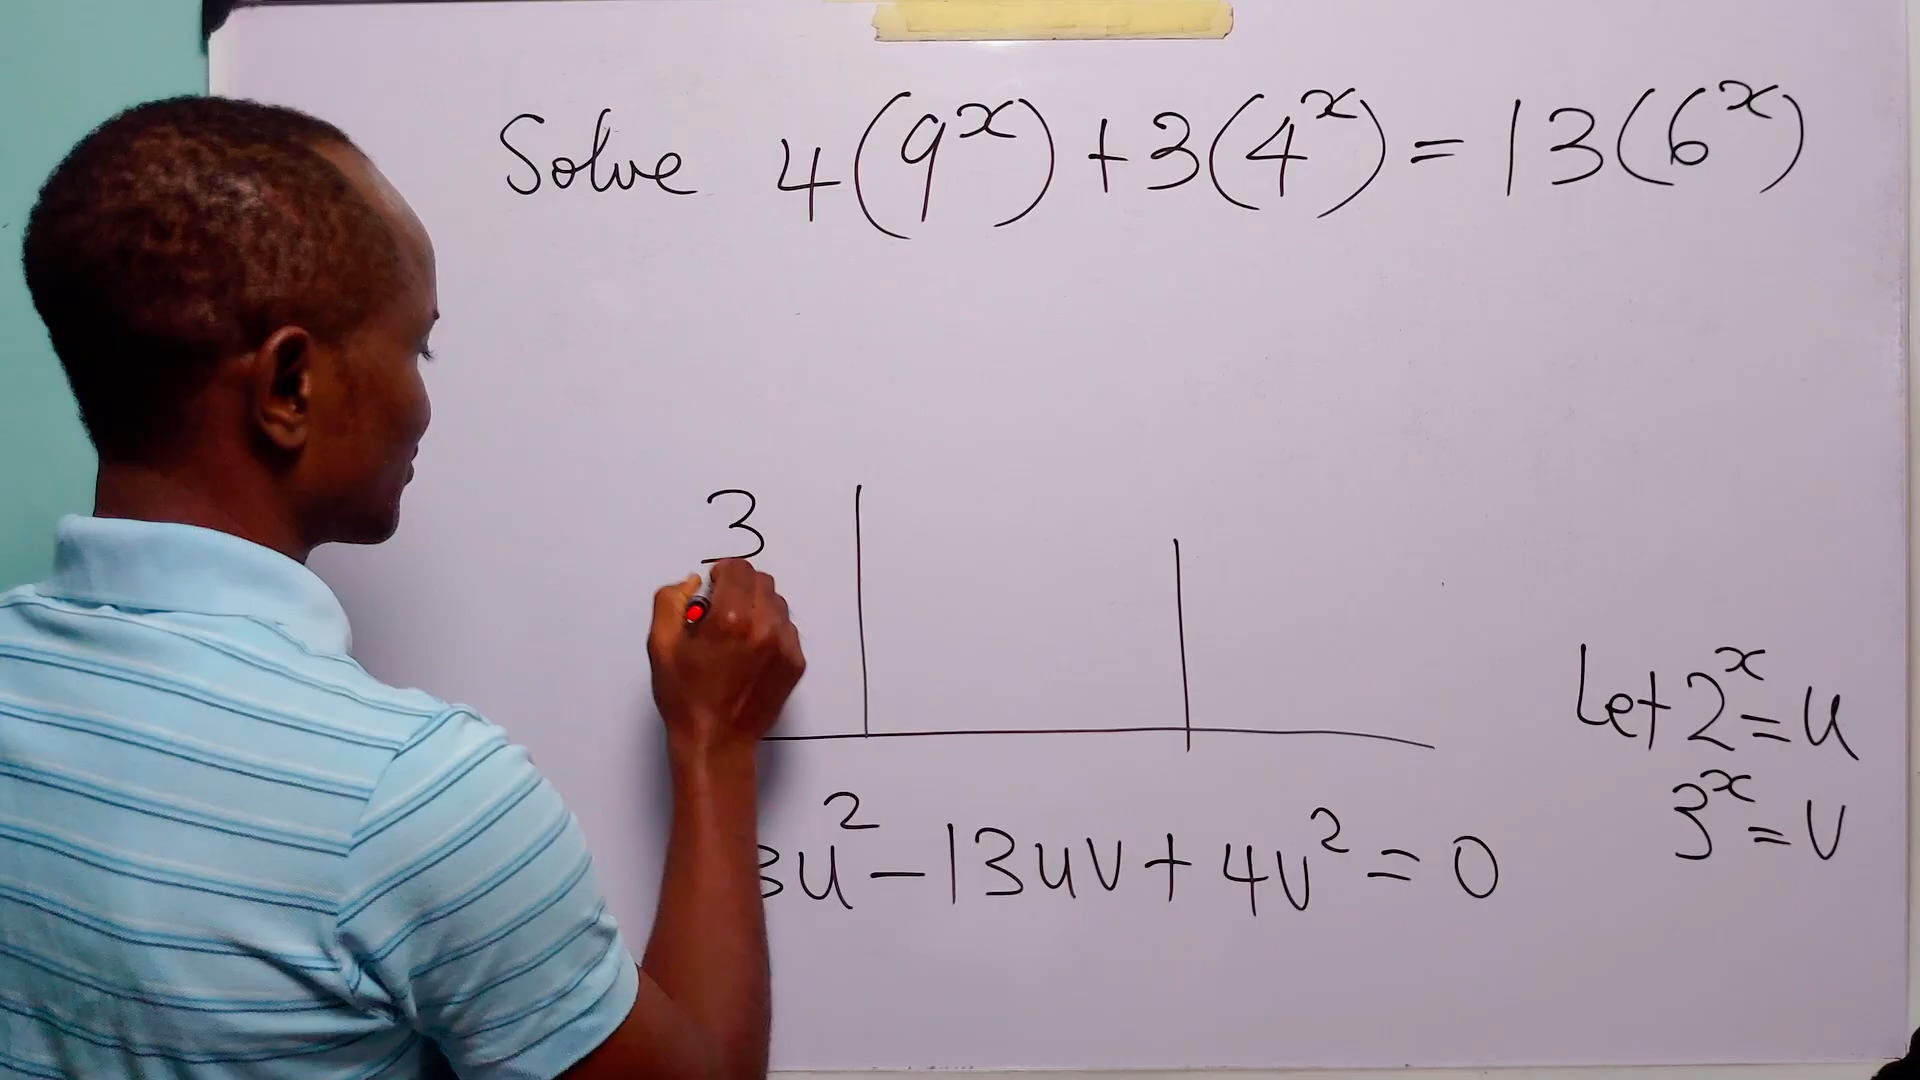 Solve 4(9^x) + 3(4^x) = 13(6^x)
3
Let 2^x = u
3^x = v
3u² - 13uv + 4v² = 0